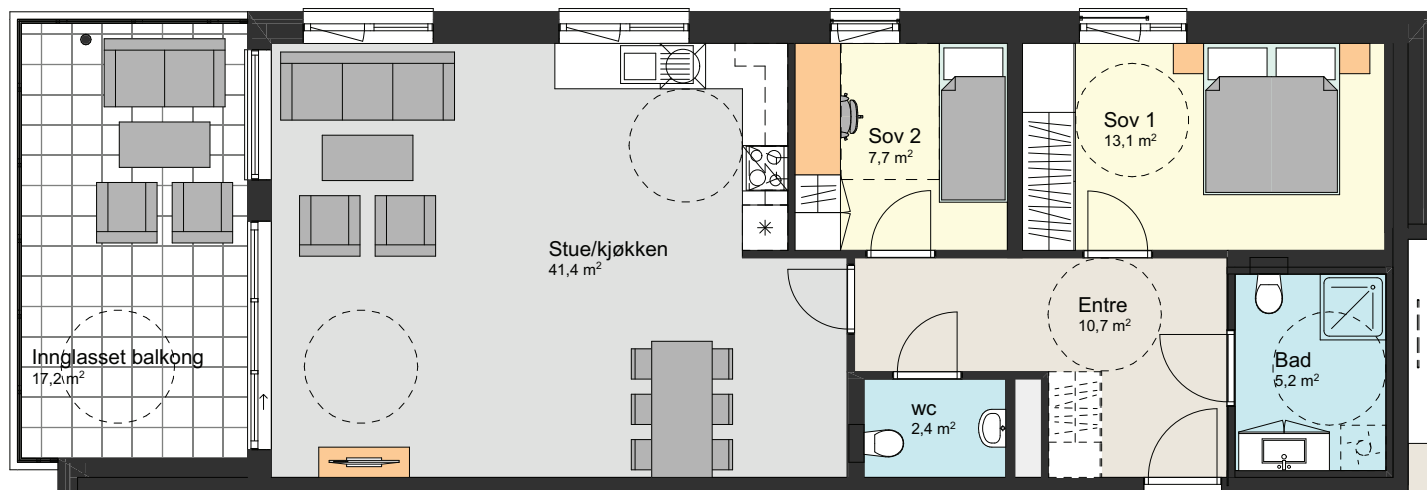 Sov 2
7,7 m²
Sov 1
13,1 m²
Stue/kjøkken
41,4 m²
Entre
10,7 m²
Innglasset balkong
17,2 m²
Bad
5,2 m²
wc
2,4 m²